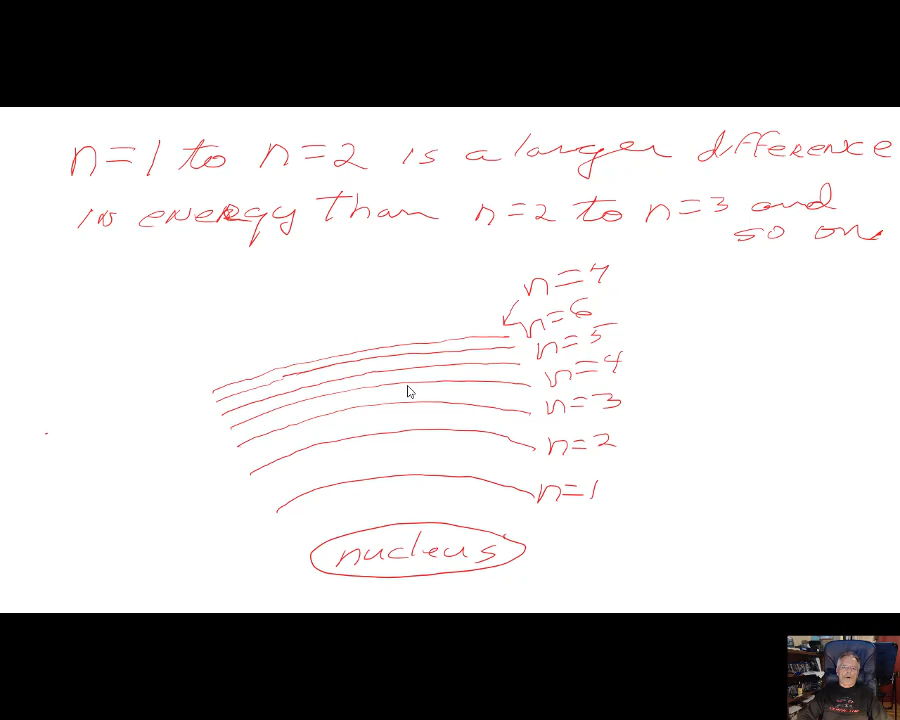 n=1 to n=2 is a larger difference
in energy than n=2 to n=3 and
so on
n=7
n=6
n=5
n=4
n=3
n=2
n=1
nucleus